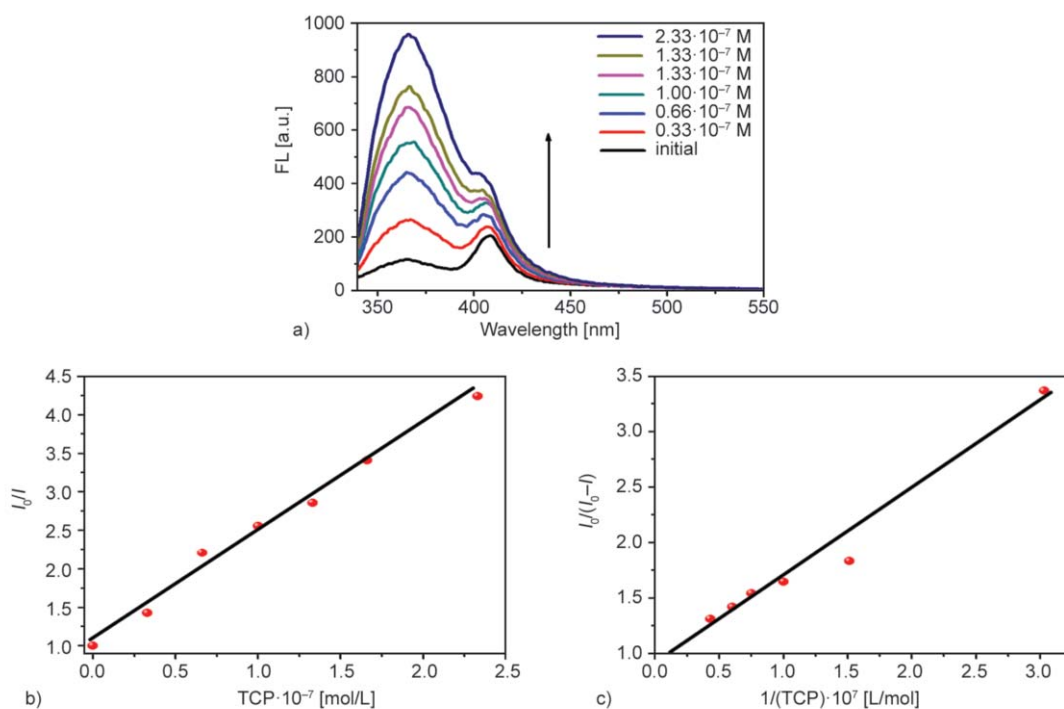 1000
800
600
400
200
0
FL [a.u.]
2.33·10⁻⁷ M
1.33·10⁻⁷ M
1.33·10⁻⁷ M
1.00·10⁻⁷ M
0.66·10⁻⁷ M
0.33·10⁻⁷ M
initial
350 400 450 500 550
a) Wavelength [nm]
4.5
4.0
3.5
3.0
2.5
2.0
1.5
1.0
I₀/I
0.0 0.5 1.0 1.5 2.0 2.5
b) TCP·10⁻⁷ [mol/L]
3.5
3.0
2.5
2.0
1.5
1.0
I₀/(I₀–I)
0.0 0.5 1.0 1.5 2.0 2.5 3.0
c) 1/(TCP)·10⁷ [L/mol]